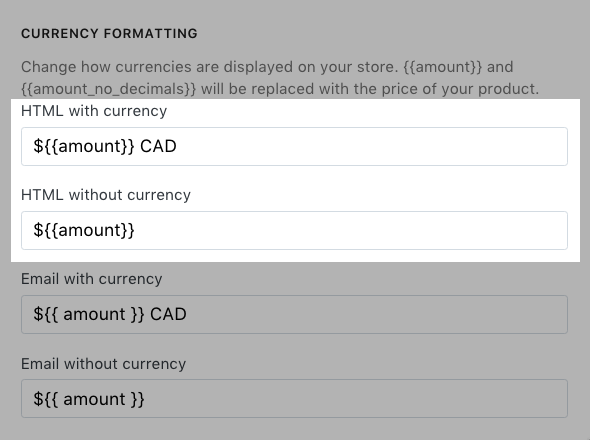 CURRENCY FORMATTING
Change how currencies are displayed on your store. {{amount}} and
{{amount_no_decimals}} will be replaced with the price of your product.
HTML with currency
${{amount}} CAD
HTML without currency
${{amount}}
Email with currency
${{ amount }} CAD
Email without currency
${{ amount }}